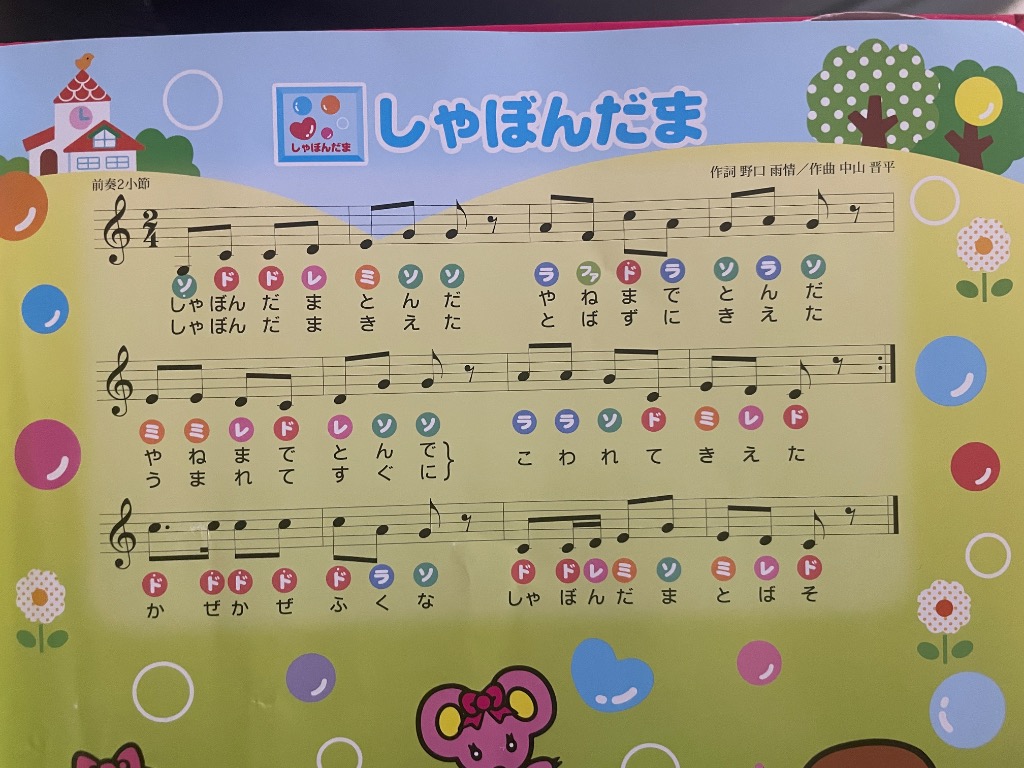 しゃぼんだま
しゃぼんだま
作詞 野口 雨情／作曲 中山 晋平
前奏2小節
2
4
ソ ド ド レ ミ ソ ソ ラ ファ ド ラ ソ ラ ソ
しゃ ぼん だ ま と ん だ や ね ま で と ん だ
しゃ ぼん だ ま き え た と ば ず に き え た
ミ ミ レ ド レ ソ ソ ラ ラ ソ ド ミ レ ド
や ね ま で と ん で こ わ れ て き え た
う ま れ て す ぐ に
ド ド ド ド ド ラ ソ ド ド レ ミ ソ ミ レ ド
か ぜ か ぜ ふ く な しゃ ぼ ん だ ま と ば そ